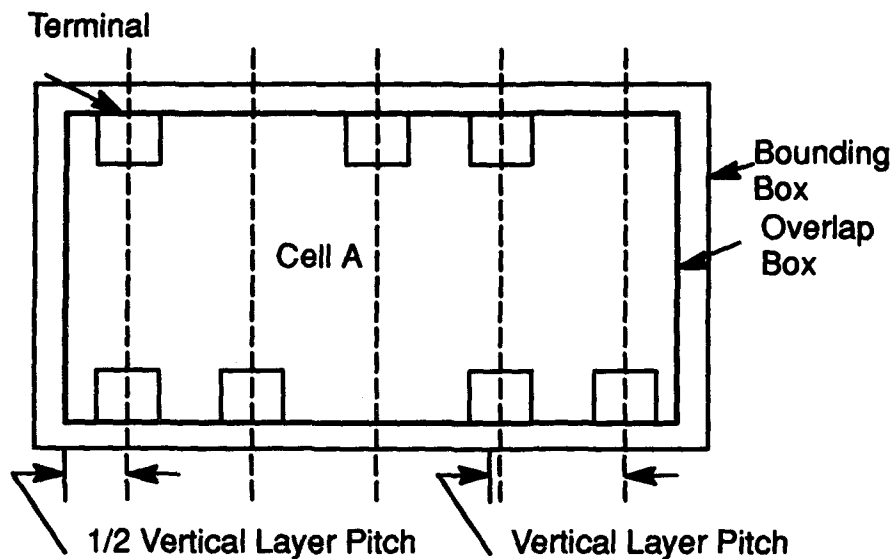 Terminal
Bounding
Box
Overlap
Box
Cell A
1/2 Vertical Layer Pitch
Vertical Layer Pitch